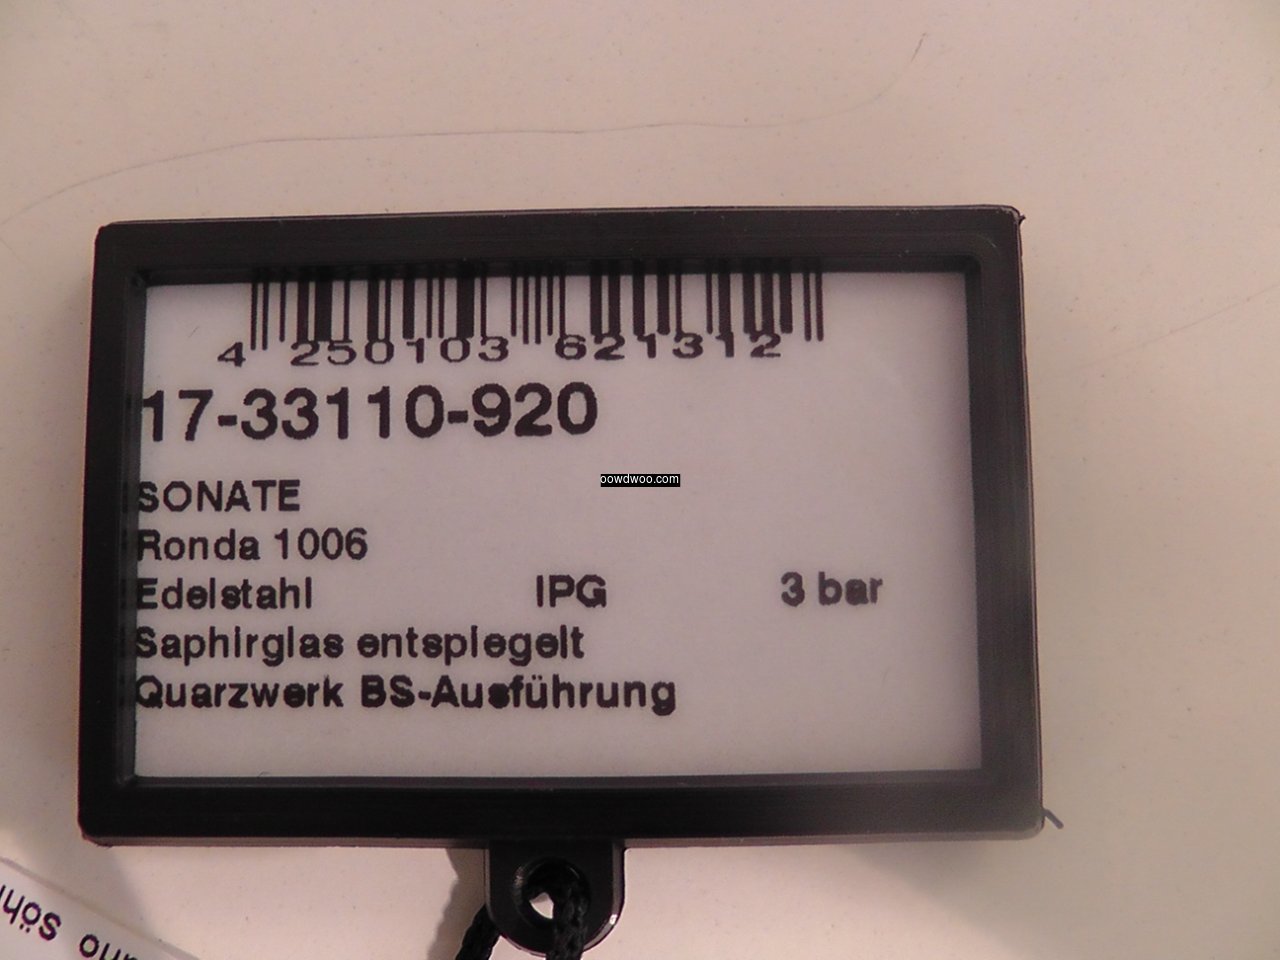 4 250103 621312
17-33110-920
oowdwoo.com
SONATE
Ronda 1006
Edelstahl IPG 3 bar
Saphirglas entspiegelt
Quarzwerk BS-Ausführung